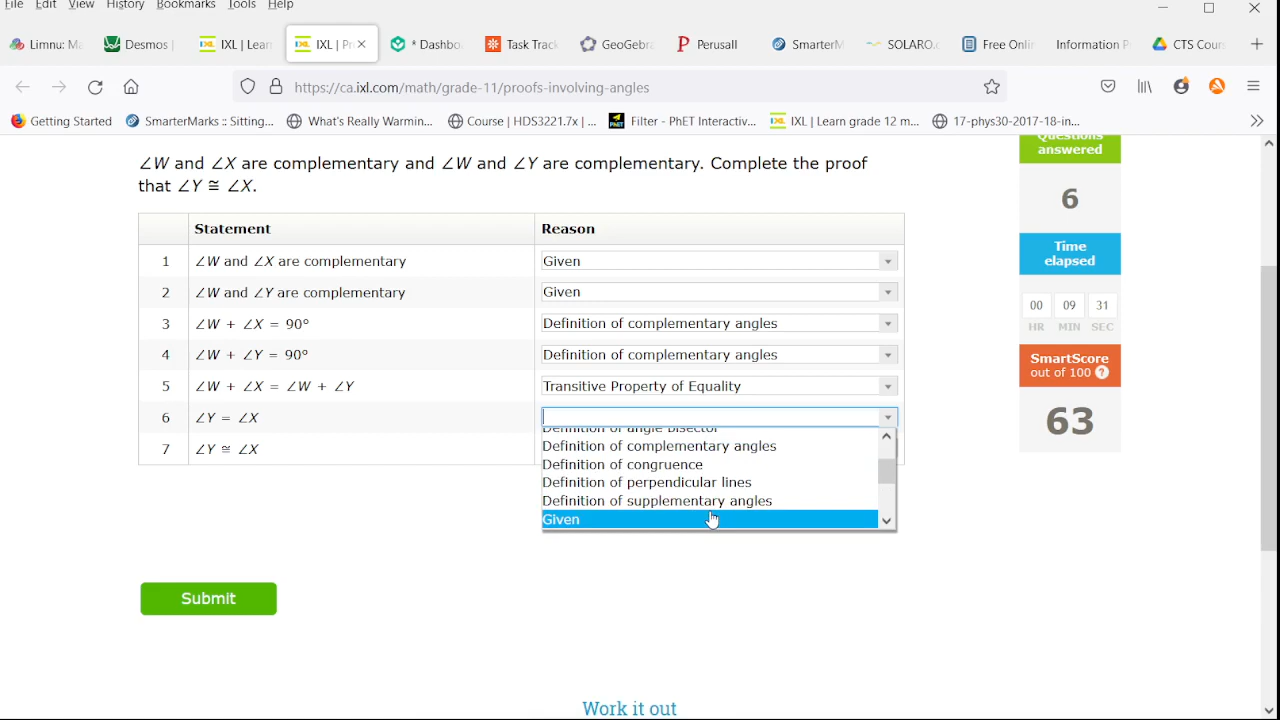 File Edit View History Bookmarks Tools Help
Limnu: Ma
Desmos |
IXL | Lear
IXL | Pr
* Dashbo
Task Track
GeoGebr
Perusall
SmarterM
SOLARO.c
Free Onli
Information P
CTS Cour
https://ca.ixl.com/math/grade-11/proofs-involving-angles
Getting Started
SmarterMarks :: Sitting...
What's Really Warmin...
Course | HDS3221.7x | ...
Filter - PhET Interactiv...
IXL | Learn grade 12 m...
17-phys30-2017-18-in...
∠W and ∠X are complementary and ∠W and ∠Y are complementary. Complete the proof
that ∠Y ≅ ∠X.
Statement Reason
1 ∠W and ∠X are complementary Given
2 ∠W and ∠Y are complementary Given
3 ∠W + ∠X = 90° Definition of complementary angles
4 ∠W + ∠Y = 90° Definition of complementary angles
5 ∠W + ∠X = ∠W + ∠Y Transitive Property of Equality
6 ∠Y = ∠X
7 ∠Y ≅ ∠X
Definition of angle bisector
Definition of complementary angles
Definition of congruence
Definition of perpendicular lines
Definition of supplementary angles
Given
Submit
Work it out
Questions
answered
6
Time
elapsed
00 09 31
HR MIN SEC
SmartScore
out of 100 ?
63